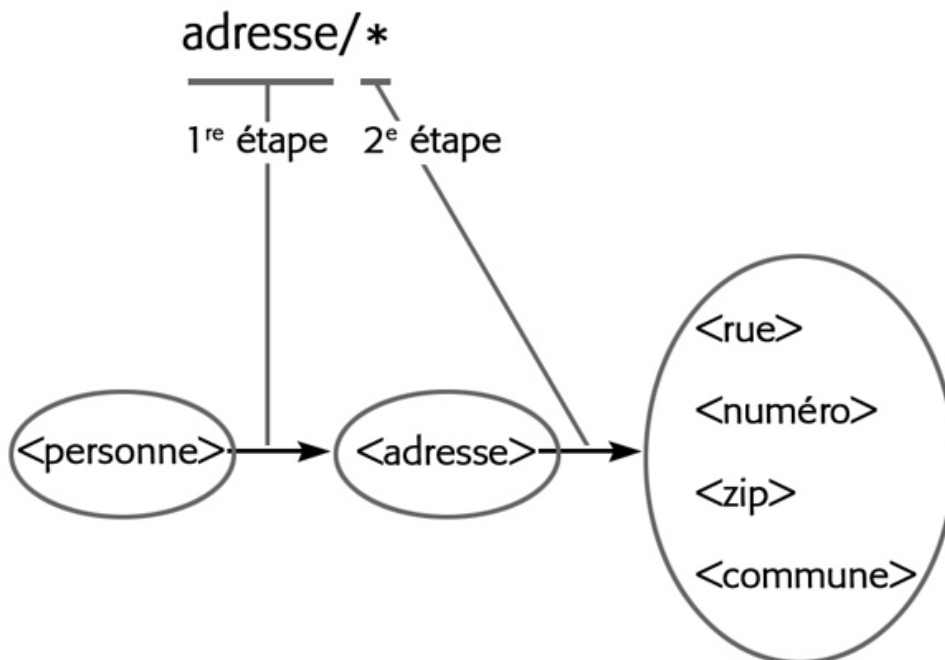 adresse/*
1re étape 2e étape
<rue>
<numéro>
<personne> <adresse>
<zip>
<commune>